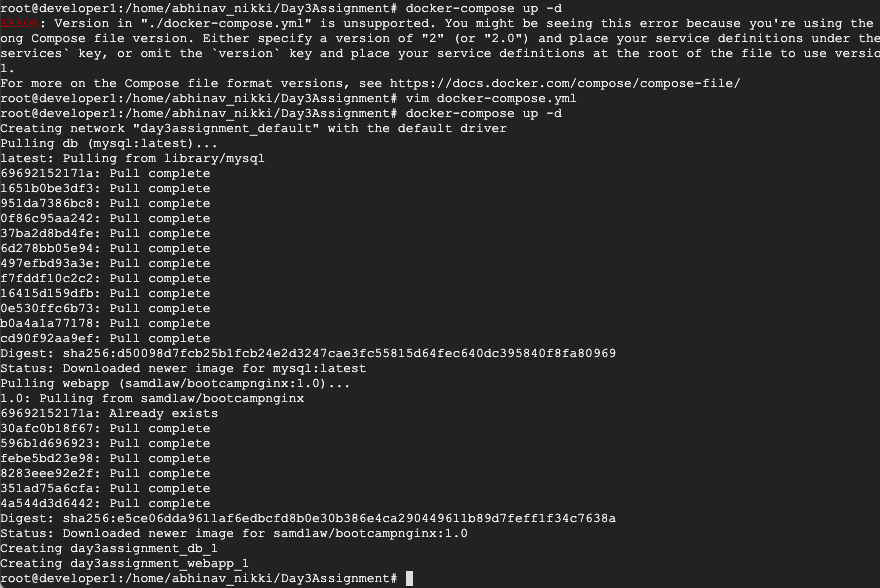 root@developer1:/home/abhinav_nikki/Day3Assignment# docker-compose up -d
ERROR: Version in "./docker-compose.yml" is unsupported. You might be seeing this error because you're using the
ong Compose file version. Either specify a version of "2" (or "2.0") and place your service definitions under the
services` key, or omit the `version` key and place your service definitions at the root of the file to use versio
1.
For more on the Compose file format versions, see https://docs.docker.com/compose/compose-file/
root@developer1:/home/abhinav_nikki/Day3Assignment# vim docker-compose.yml
root@developer1:/home/abhinav_nikki/Day3Assignment# docker-compose up -d
Creating network "day3assignment_default" with the default driver
Pulling db (mysql:latest)...
latest: Pulling from library/mysql
69692152171a: Pull complete
1651b0be3df3: Pull complete
951da7386bc8: Pull complete
0f86c95aa242: Pull complete
37ba2d8bd4fe: Pull complete
6d278bb05e94: Pull complete
497efbd93a3e: Pull complete
f7fddf10c2c2: Pull complete
16415d159dfb: Pull complete
0e530ffc6b73: Pull complete
b0a4a1a77178: Pull complete
cd90f92aa9ef: Pull complete
Digest: sha256:d50098d7fcb25b1fcb24e2d3247cae3fc55815d64fec640dc395840f8fa80969
Status: Downloaded newer image for mysql:latest
Pulling webapp (samdlaw/bootcampnginx:1.0)...
1.0: Pulling from samdlaw/bootcampnginx
69692152171a: Already exists
30afc0b18f67: Pull complete
596b1d696923: Pull complete
febe5bd23e98: Pull complete
8283eee92e2f: Pull complete
351ad75a6cfa: Pull complete
4a544d3d6442: Pull complete
Digest: sha256:e5ce06dda9611af6edbcfd8b0e30b386e4ca290449611b89d7feff1f34c7638a
Status: Downloaded newer image for samdlaw/bootcampnginx:1.0
Creating day3assignment_db_1
Creating day3assignment_webapp_1
root@developer1:/home/abhinav_nikki/Day3Assignment#